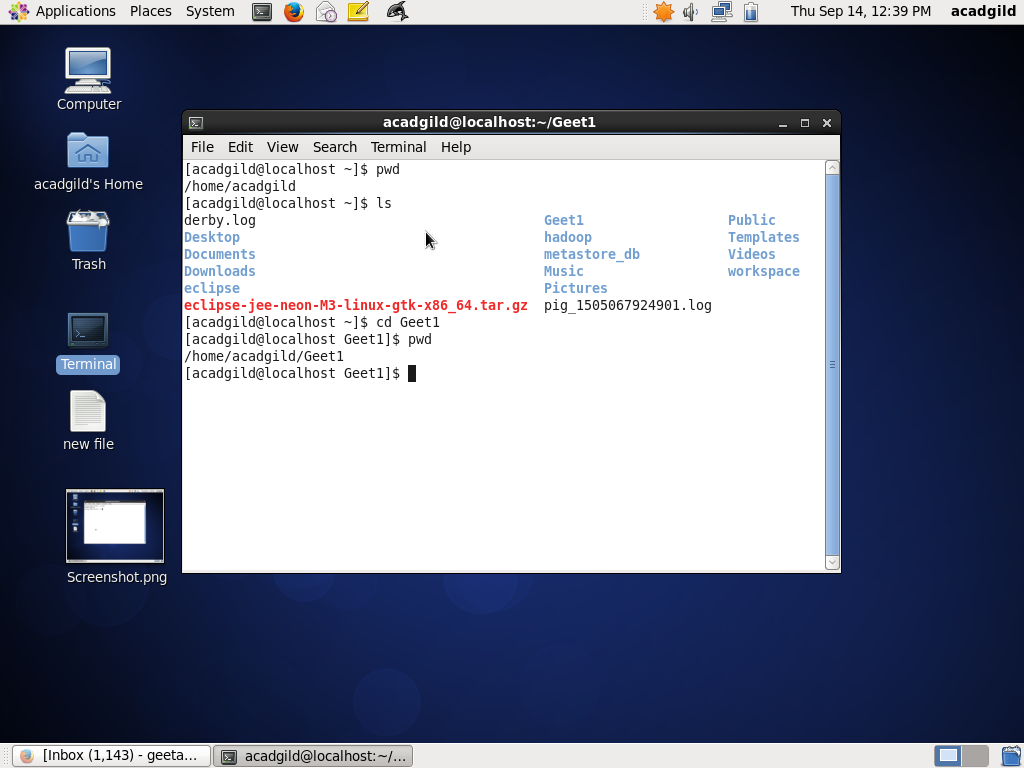 Applications Places System Thu Sep 14, 12:39 PM acadgild
Computer
acadgild's Home
Trash
Terminal
new file
Screenshot.png
acadgild@localhost:~/Geet1
File Edit View Search Terminal Help
[acadgild@localhost ~]$ pwd
/home/acadgild
[acadgild@localhost ~]$ ls
derby.log Geet1 Public
Desktop hadoop Templates
Documents metastore_db Videos
Downloads Music workspace
eclipse Pictures
eclipse-jee-neon-M3-linux-gtk-x86_64.tar.gz pig_1505067924901.log
[acadgild@localhost ~]$ cd Geet1
[acadgild@localhost Geet1]$ pwd
/home/acadgild/Geet1
[acadgild@localhost Geet1]$
[Inbox (1,143) - geeta... acadgild@localhost:~/...